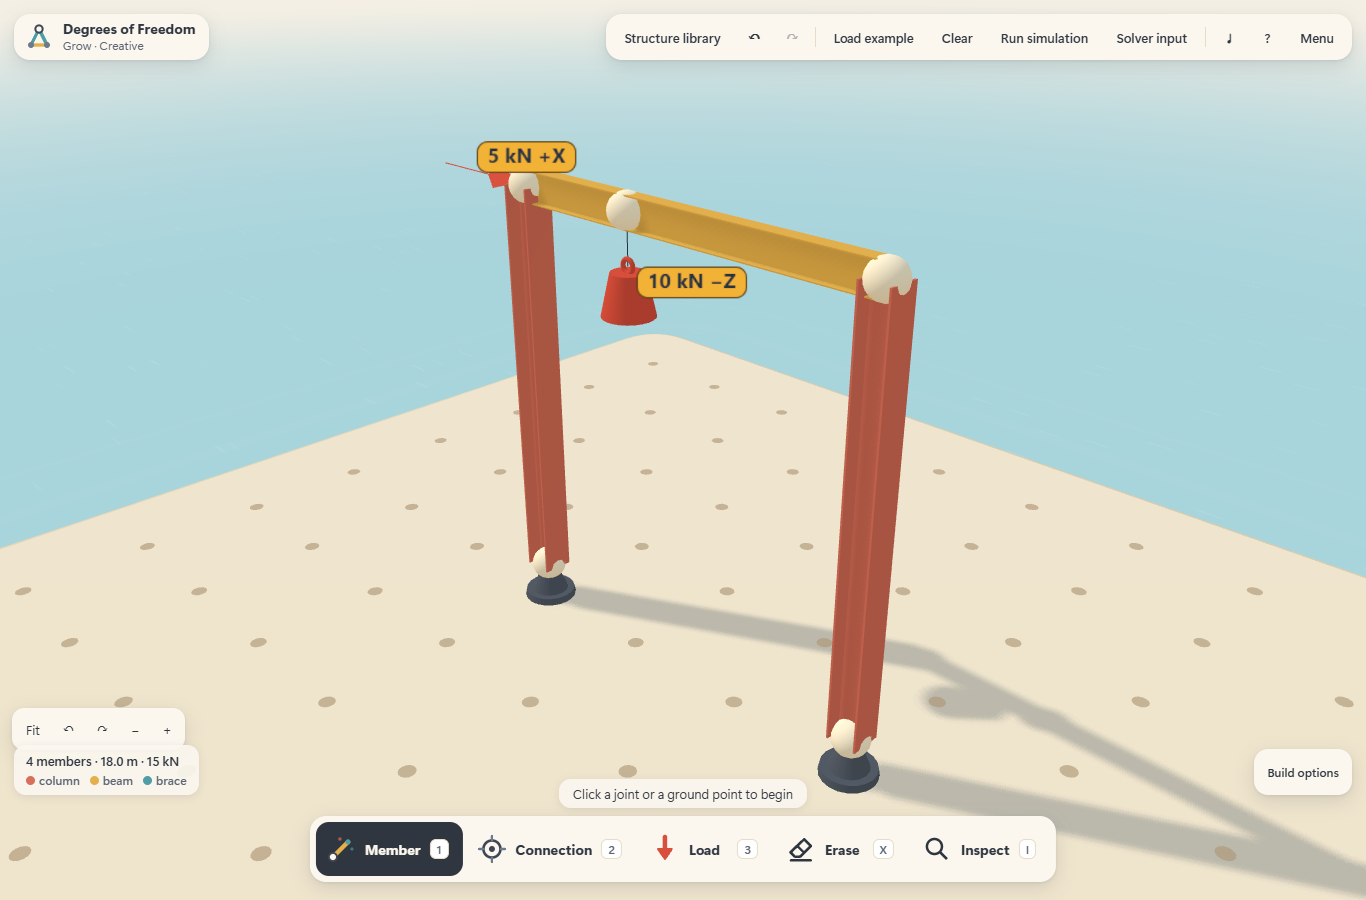 Degrees of Freedom
Grow · Creative
Structure library
Load example
Clear
Run simulation
Solver input
?
Menu
5 kN +X
10 kN −Z
Fit
−
+
4 members · 18.0 m · 15 kN
column
beam
brace
Click a joint or a ground point to begin
Build options
Member 1
Connection 2
Load 3
Erase X
Inspect I